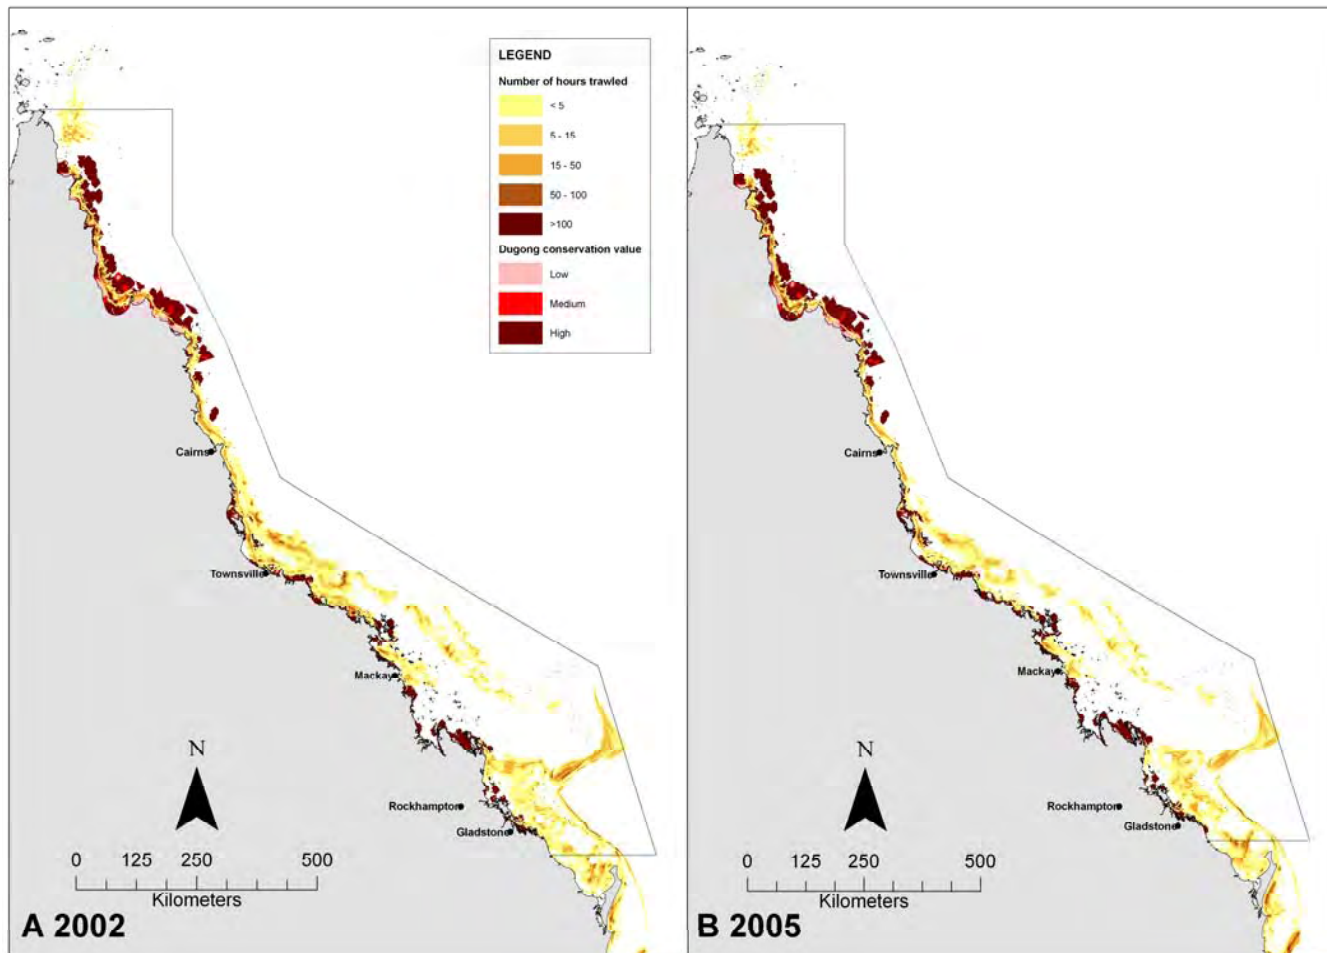 LEGEND
Number of hours trawled
< 5
5 - 15
15 - 50
50 - 100
>100
Dugong conservation value
Low
Medium
High
Cairns
Townsville
Mackay
Rockhampton
Gladstone
N
0 125 250 500
Kilometers
A 2002
Cairns
Townsville
Mackay
Rockhampton
Gladstone
N
0 125 250 500
Kilometers
B 2005